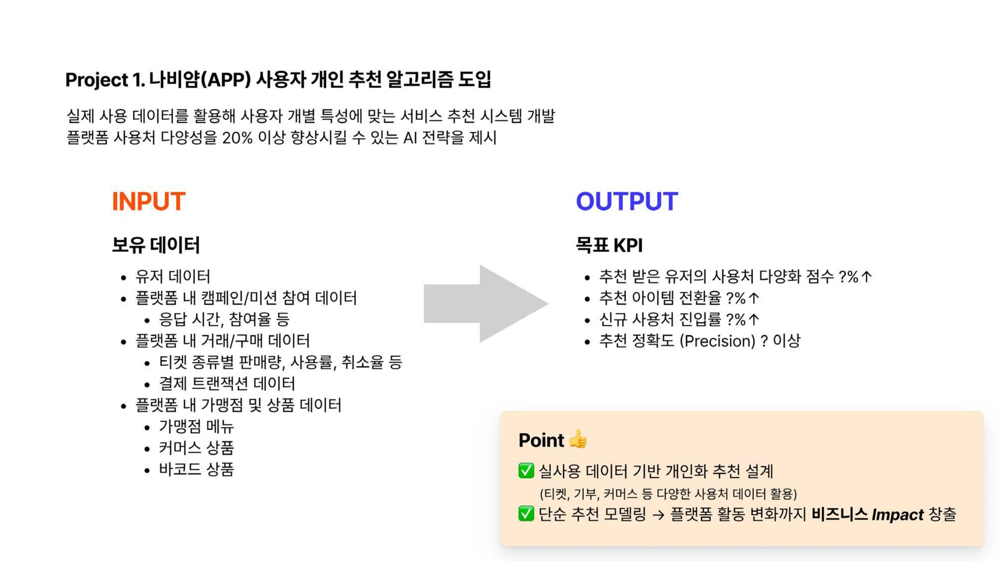 Project 1. 나비얌(APP) 사용자 개인 추천 알고리즘 도입
실제 사용 데이터를 활용해 사용자 개별 특성에 맞는 서비스 추천 시스템 개발
플랫폼 사용처 다양성을 20% 이상 향상시킬 수 있는 AI 전략을 제시
INPUT
보유 데이터
• 유저 데이터
• 플랫폼 내 캠페인/미션 참여 데이터
• 응답 시간, 참여율 등
• 플랫폼 내 거래/구매 데이터
• 티켓 종류별 판매량, 사용률, 취소율 등
• 결제 트랜잭션 데이터
• 플랫폼 내 가맹점 및 상품 데이터
• 가맹점 메뉴
• 커머스 상품
• 바코드 상품
OUTPUT
목표 KPI
• 추천 받은 유저의 사용처 다양화 점수 ?%↑
• 추천 아이템 전환율 ?%↑
• 신규 사용처 진입률 ?%↑
• 추천 정확도 (Precision) ? 이상
Point 👍
✅ 실사용 데이터 기반 개인화 추천 설계
(티켓, 기부, 커머스 등 다양한 사용처 데이터 활용)
✅ 단순 추천 모델링 → 플랫폼 활동 변화까지 비즈니스 Impact 창출